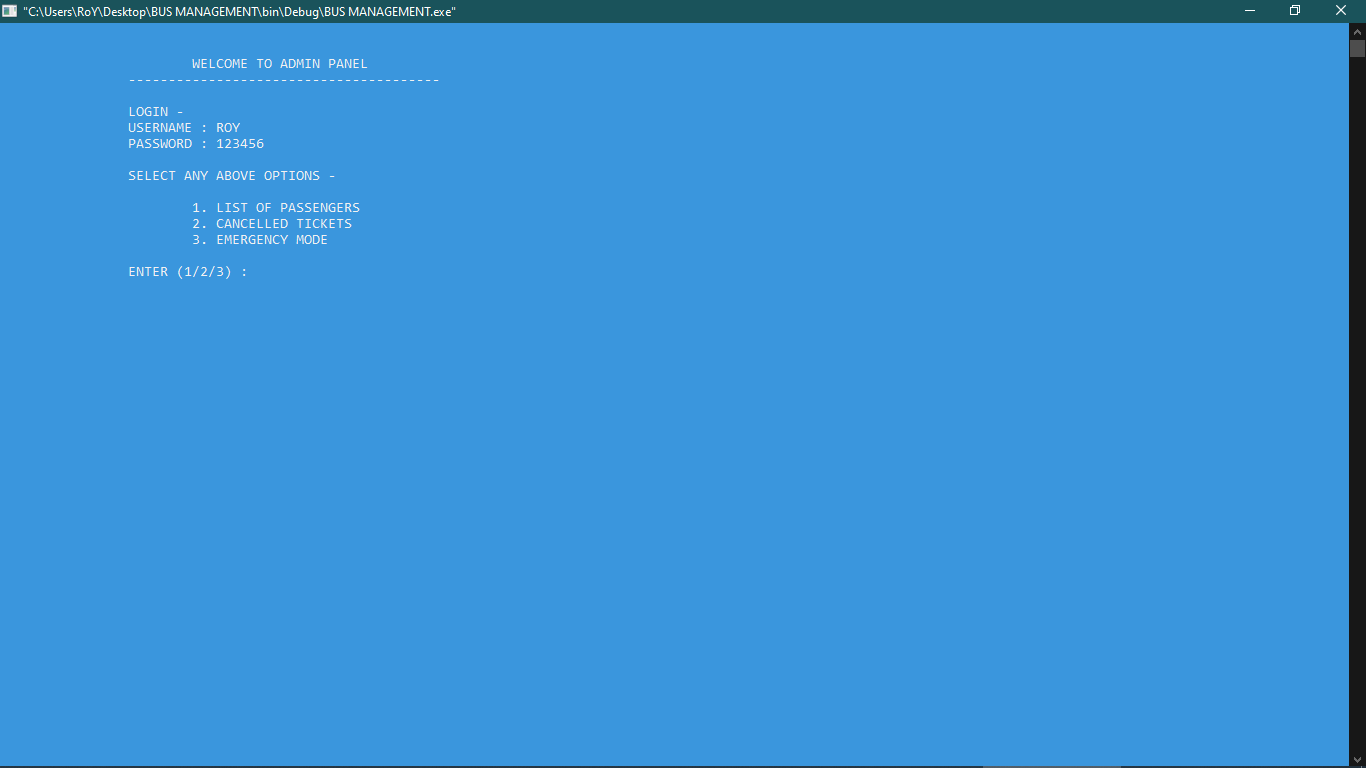 "C:\Users\RoY\Desktop\BUS MANAGEMENT\bin\Debug\BUS MANAGEMENT.exe"
WELCOME TO ADMIN PANEL
---------------------------------------
LOGIN -
USERNAME : ROY
PASSWORD : 123456
SELECT ANY ABOVE OPTIONS -
1. LIST OF PASSENGERS
2. CANCELLED TICKETS
3. EMERGENCY MODE
ENTER (1/2/3) :